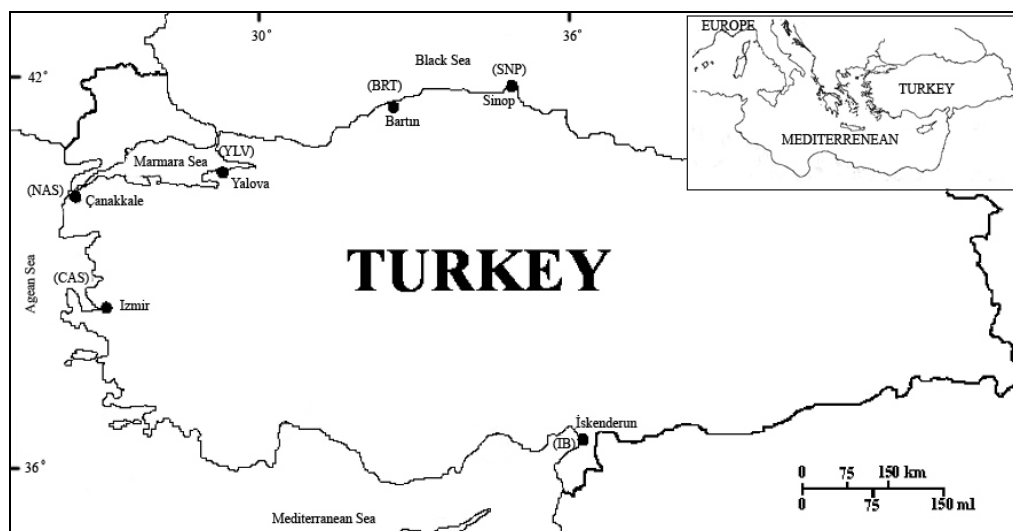 30
36
42
36
EUROPE
TURKEY
MEDITERRENEAN
Black Sea
(SNP)
Sinop
(BRT)
Bartın
(YLV)
Marmara Sea
Yalova
(NAS)
Çanakkale
TURKEY
Agean Sea
(CAS)
Izmir
İskenderun
(IB)
Mediterranean Sea
0 75 150 km
0 75 150 ml